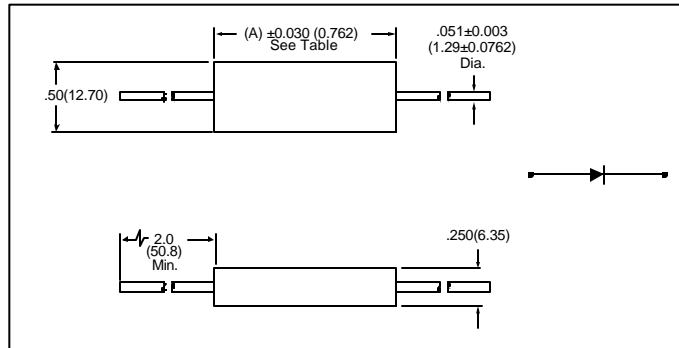 (A) ±0.030 (0.762)
See Table
.051±0.003
(1.29±0.0762)
Dia.
.50(12.70)
2.0
(50.8)
Min.
.250(6.35)